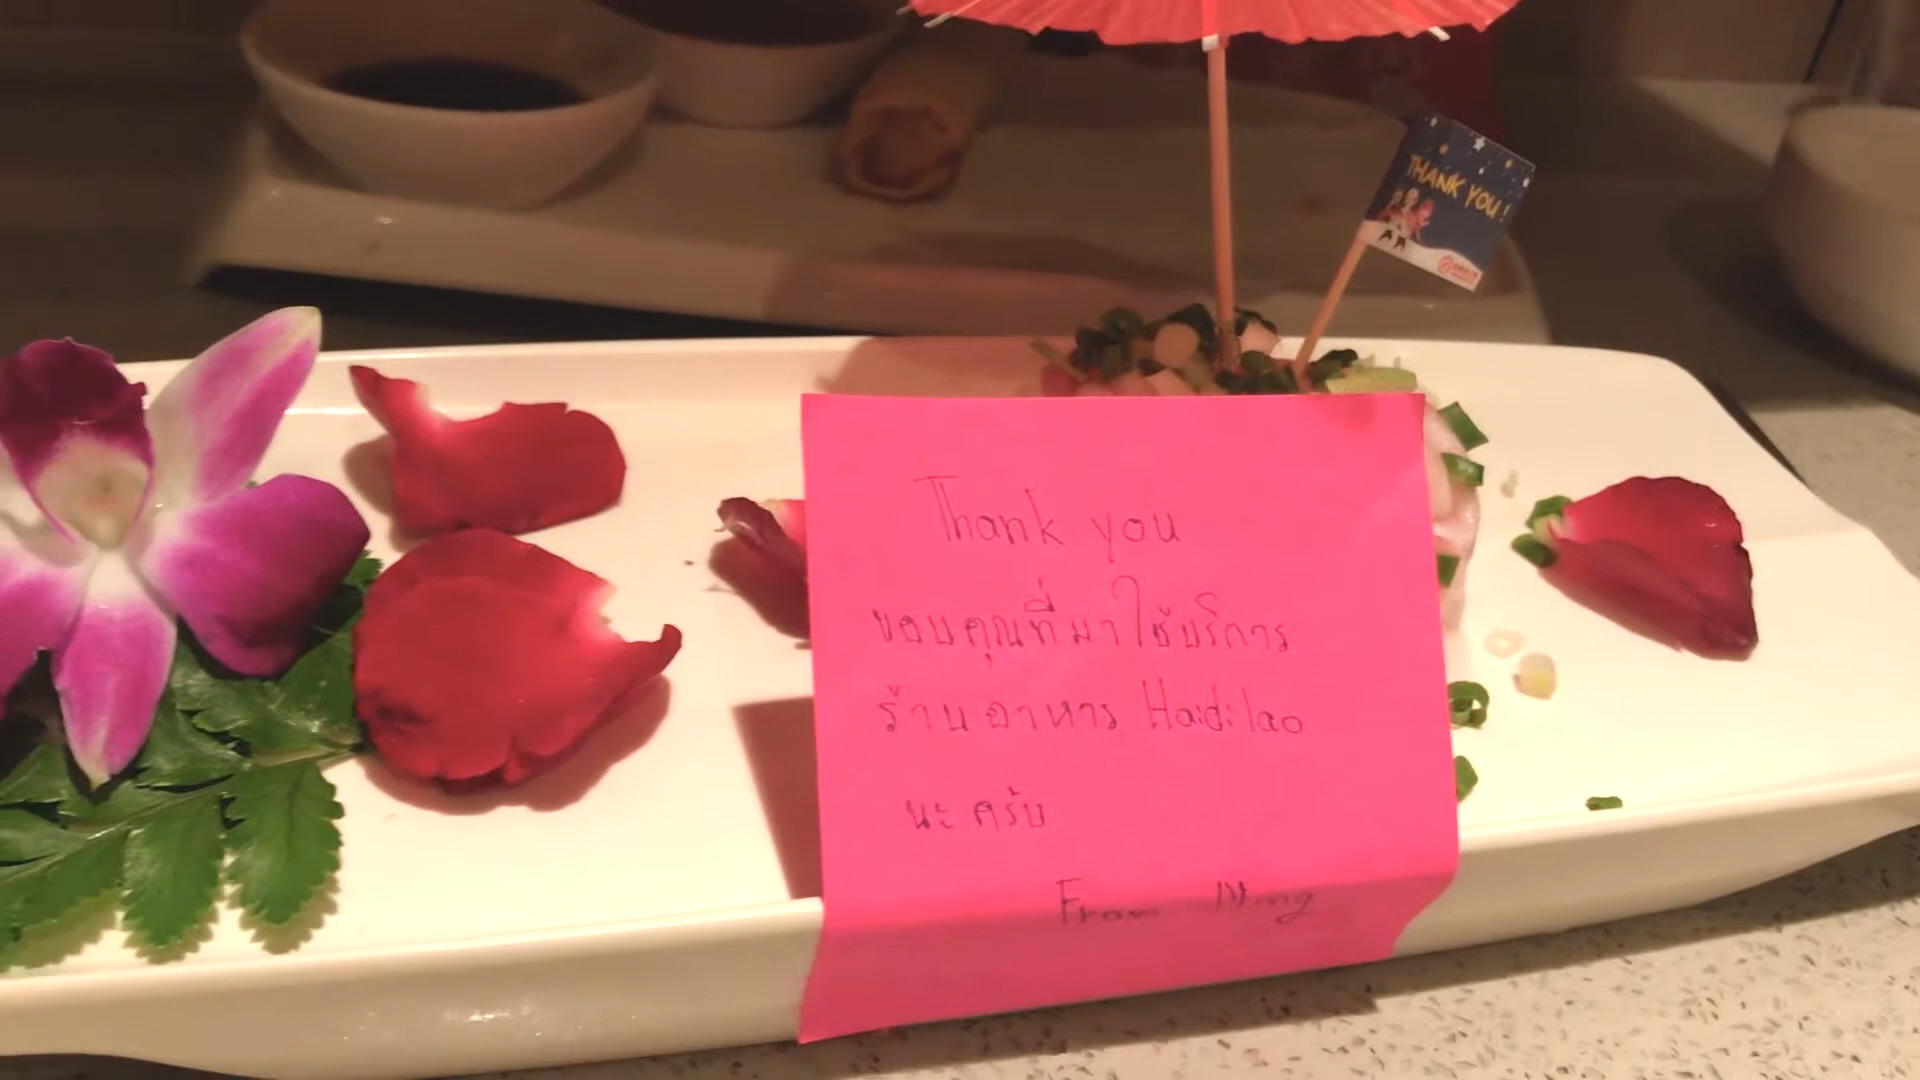 THANK YOU!
Thank you
ขอบคุณที่มาใช้บริการ
ร้านอาหาร Haidilao
นะครับ
From